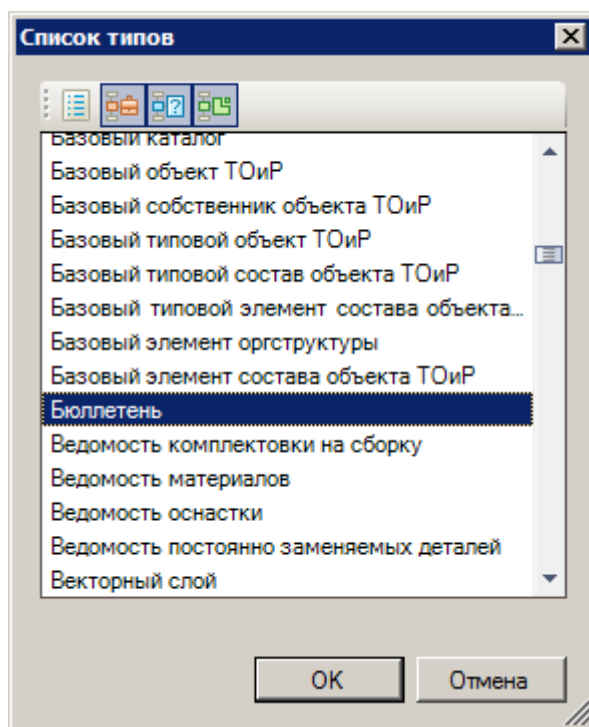 Список типов
Базовый каталог
Базовый объект ТОиР
Базовый собственник объекта ТОиР
Базовый типовой объект ТОиР
Базовый типовой состав объекта ТОиР
Базовый типовой элемент состава объекта...
Базовый элемент оргструктуры
Базовый элемент состава объекта ТОиР
Бюллетень
Ведомость комплектовки на сборку
Ведомость материалов
Ведомость оснастки
Ведомость постоянно заменяемых деталей
Векторный слой
OK
Отмена